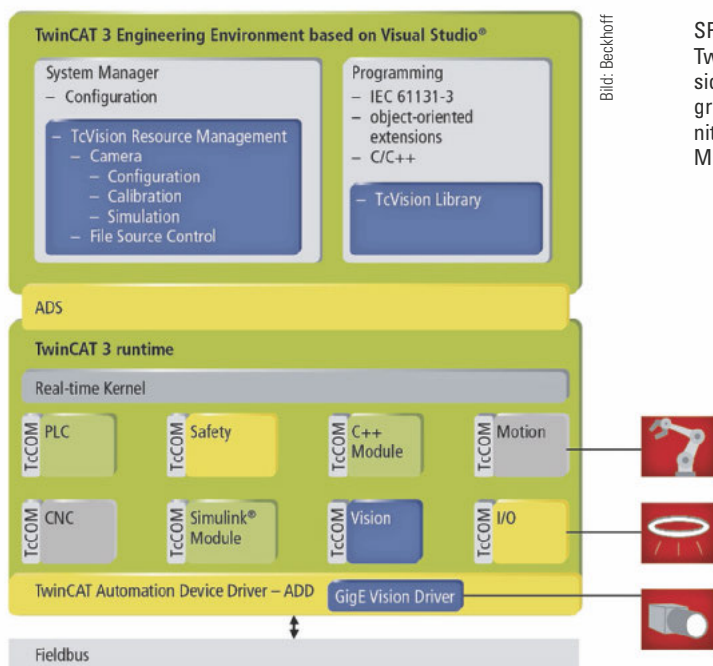 TwinCAT 3 Engineering Environment based on Visual Studio®
System Manager
– Configuration
– TcVision Resource Management
– Camera
– Configuration
– Calibration
– Simulation
– File Source Control
Programming
– IEC 61131-3
– object-oriented
extensions
– C/C++
– TcVision Library
Bild: Beckhoff
ADS
TwinCAT 3 runtime
Real-time Kernel
TcCOM
PLC
TcCOM
Safety
TcCOM
C++
Module
TcCOM
Motion
TcCOM
CNC
TcCOM
Simulink®
Module
TcCOM
Vision
TcCOM
I/O
TwinCAT Automation Device Driver – ADD
GigE Vision Driver
Fieldbus